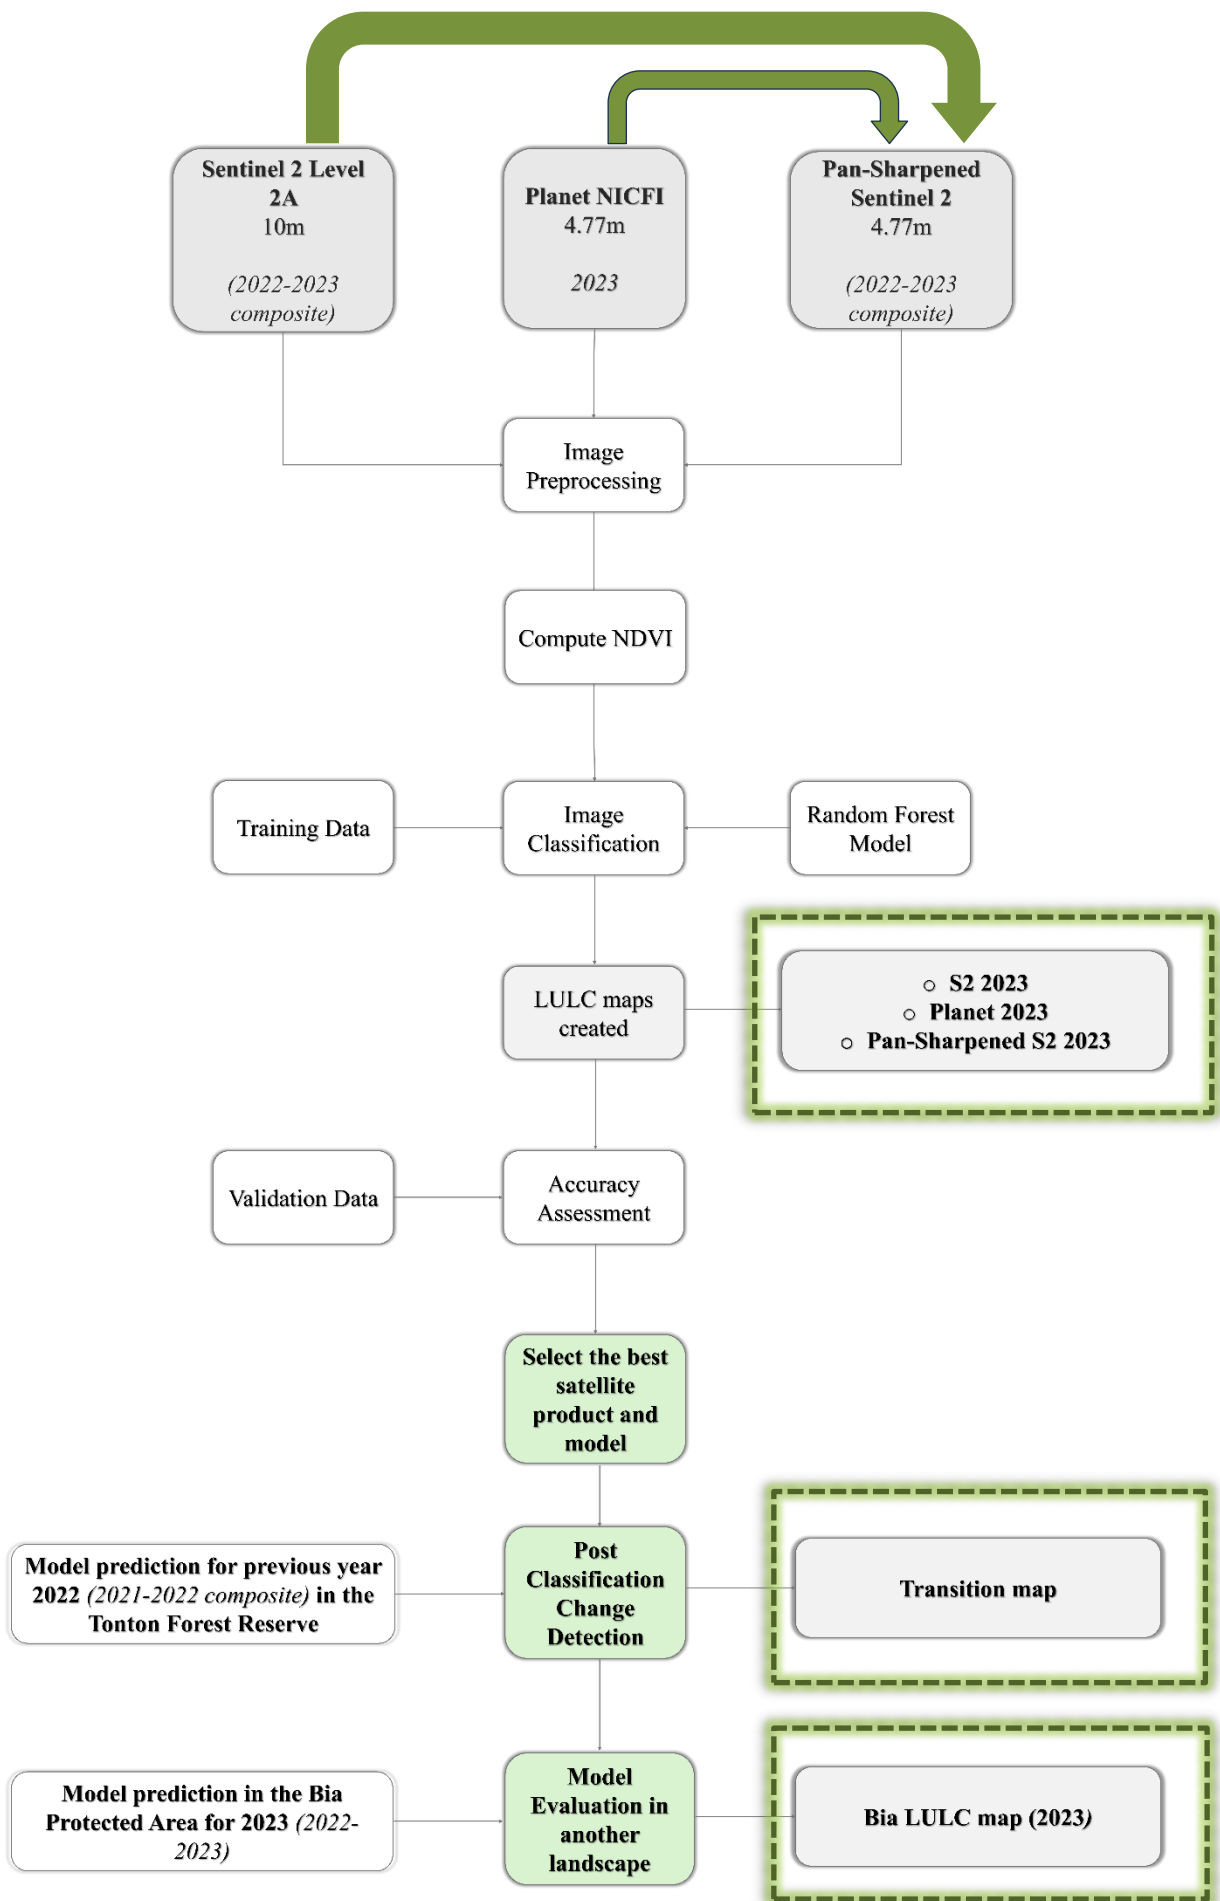 Sentinel 2 Level
2A
10m
(2022-2023
composite)
Planet NICFI
4.77m
2023
Pan-Sharpened
Sentinel 2
4.77m
(2022-2023
composite)
Image
Preprocessing
Compute NDVI
Training Data
Image
Classification
Random Forest
Model
LULC maps
created
○ S2 2023
○ Planet 2023
○ Pan-Sharpened S2 2023
Validation Data
Accuracy
Assessment
Select the best
satellite
product and
model
Model prediction for previous year
2022 (2021-2022 composite) in the
Tonton Forest Reserve
Post
Classification
Change
Detection
Transition map
Model prediction in the Bia
Protected Area for 2023 (2022-
2023)
Model
Evaluation in
another
landscape
Bia LULC map (2023)